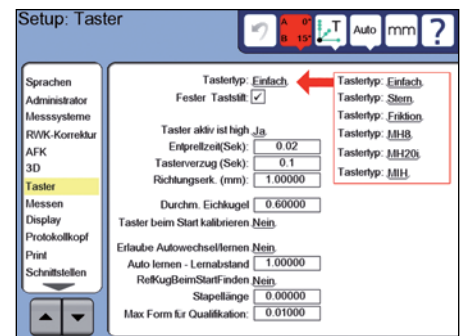 Setup: Taster
A 0°
B 15°
T
Auto
mm
?
Sprachen
Administrator
Messsysteme
RWK-Korrektur
AFK
3D
Taster
Messen
Display
Protokollkopf
Print
Schnittstellen
Tastertyp: Einfach.
Fester Taststift: ✓
Taster aktiv ist high Ja.
Entprellzeit(Sek): 0.02
Tasterverzug (Sek): 0.1
Richtungserk. (mm): 1.00000
Durchm. Eichkugel 0.60000
Taster beim Start kalibrieren Nein.
Erlaube Autowechsel/lernen Nein.
Auto lernen - Lernabstand 1.00000
RefKugBeimStartFinden Nein.
Stapellänge 0.00000
Max Form für Qualifikation: 0.01000
Tastertyp: Einfach.
Tastertyp: Stern.
Tastertyp: Friktion.
Tastertyp: MH8.
Tastertyp: MH20i.
Tastertyp: MIH.